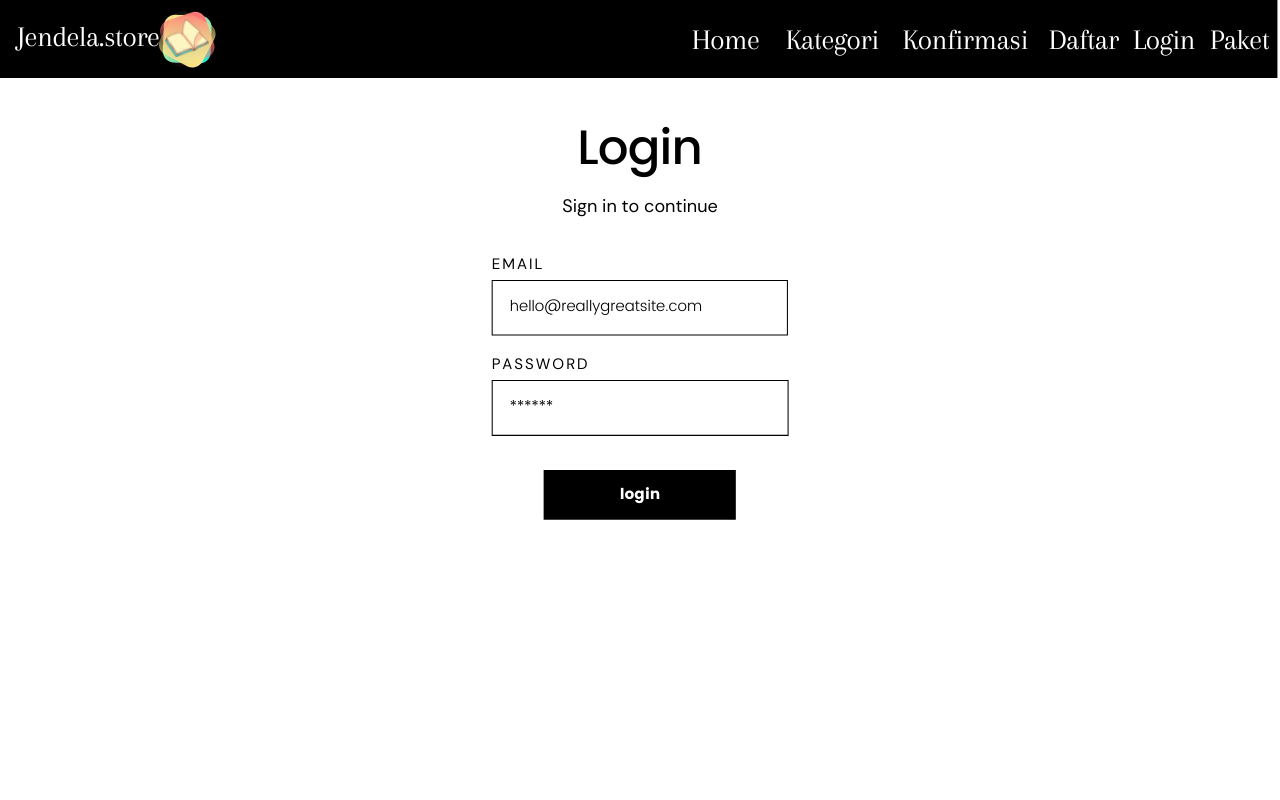 Jendela.store Home Kategori Konfirmasi Daftar Login Paket
Login
Sign in to continue
EMAIL
hello@reallygreatsite.com
PASSWORD
******
login